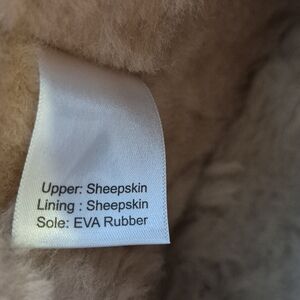 Upper: Sheepskin
Lining : Sheepskin
Sole: EVA Rubber